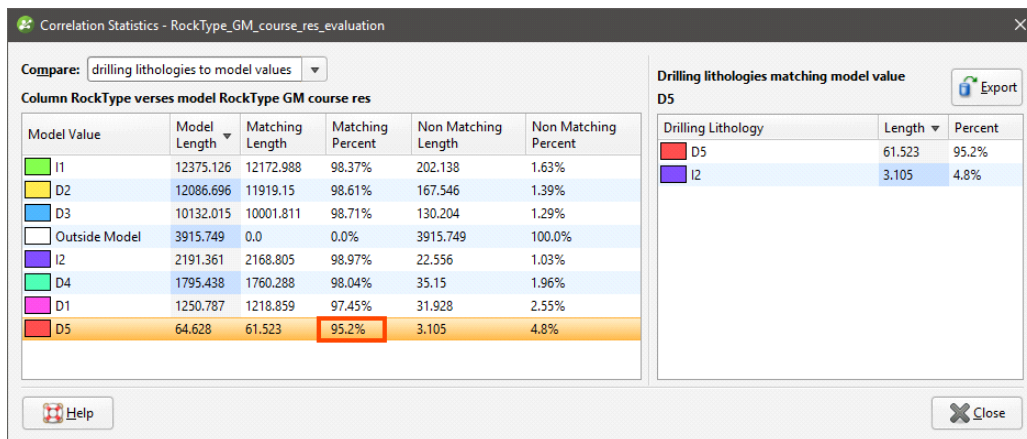 Correlation Statistics - RockType_GM_course_res_evaluation
Compare: drilling lithologies to model values
Column RockType verses model RockType GM course res
Model Value Model Length Matching Length Matching Percent Non Matching Length Non Matching Percent
I1 12375.126 12172.988 98.37% 202.138 1.63%
D2 12086.696 11919.15 98.61% 167.546 1.39%
D3 10132.015 10001.811 98.71% 130.204 1.29%
Outside Model 3915.749 0.0 0.0% 3915.749 100.0%
I2 2191.361 2168.805 98.97% 22.556 1.03%
D4 1795.438 1760.288 98.04% 35.15 1.96%
D1 1250.787 1218.859 97.45% 31.928 2.55%
D5 64.628 61.523 95.2% 3.105 4.8%
Drilling lithologies matching model value
D5
Export
Drilling Lithology Length Percent
D5 61.523 95.2%
I2 3.105 4.8%
Help
Close